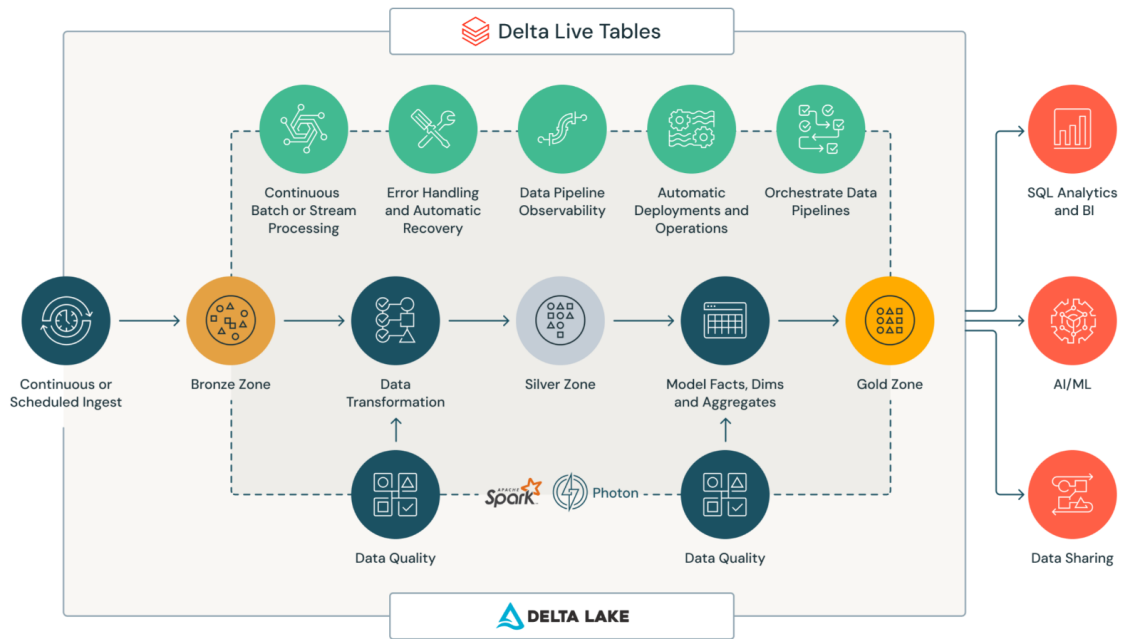 Delta Live Tables
Continuous
Batch or Stream
Processing
Error Handling
and Automatic
Recovery
Data Pipeline
Observability
Automatic
Deployments and
Operations
Orchestrate Data
Pipelines
SQL Analytics
and BI
Continuous or
Scheduled Ingest
Bronze Zone
Data
Transformation
Silver Zone
Model Facts, Dims
and Aggregates
Gold Zone
AI/ML
APACHE
Spark
Photon
Data Quality
Data Quality
Data Sharing
DELTA LAKE